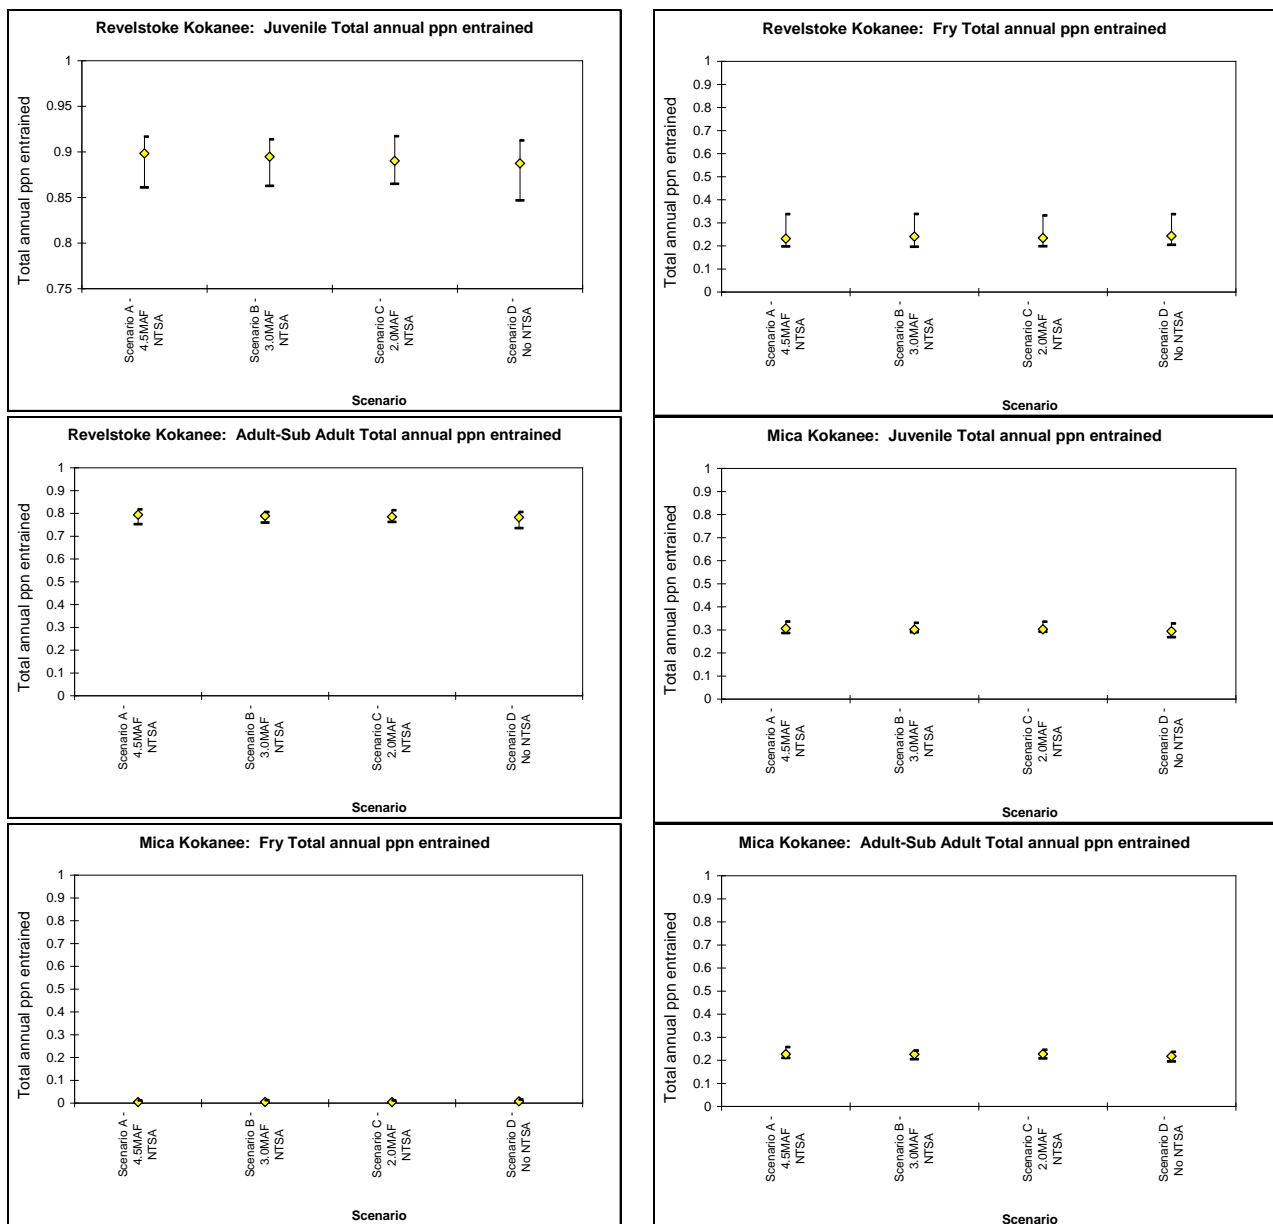 Revelstoke Kokanee: Juvenile Total annual ppn entrained
Total annual ppn entrained
1
0.95
0.9
0.85
0.8
0.75
Scenario A -
4.5MAF
NTSA
Scenario B -
3.0MAF
NTSA
Scenario C -
2.0MAF
NTSA
Scenario D -
No NTSA
Scenario
Revelstoke Kokanee: Fry Total annual ppn entrained
Total annual ppn entrained
1
0.9
0.8
0.7
0.6
0.5
0.4
0.3
0.2
0.1
0
Scenario A -
4.5MAF
NTSA
Scenario B -
3.0MAF
NTSA
Scenario C -
2.0MAF
NTSA
Scenario D -
No NTSA
Scenario
Revelstoke Kokanee: Adult-Sub Adult Total annual ppn entrained
Total annual ppn entrained
1
0.9
0.8
0.7
0.6
0.5
0.4
0.3
0.2
0.1
0
Scenario A -
4.5MAF
NTSA
Scenario B -
3.0MAF
NTSA
Scenario C -
2.0MAF
NTSA
Scenario D -
No NTSA
Scenario
Mica Kokanee: Juvenile Total annual ppn entrained
Total annual ppn entrained
1
0.9
0.8
0.7
0.6
0.5
0.4
0.3
0.2
0.1
0
Scenario A -
4.5MAF
NTSA
Scenario B -
3.0MAF
NTSA
Scenario C -
2.0MAF
NTSA
Scenario D -
No NTSA
Scenario
Mica Kokanee: Fry Total annual ppn entrained
Total annual ppn entrained
1
0.9
0.8
0.7
0.6
0.5
0.4
0.3
0.2
0.1
0
Scenario A -
4.5MAF
NTSA
Scenario B -
3.0MAF
NTSA
Scenario C -
2.0MAF
NTSA
Scenario D -
No NTSA
Scenario
Mica Kokanee: Adult-Sub Adult Total annual ppn entrained
Total annual ppn entrained
1
0.9
0.8
0.7
0.6
0.5
0.4
0.3
0.2
0.1
0
Scenario A -
4.5MAF
NTSA
Scenario B -
3.0MAF
NTSA
Scenario C -
2.0MAF
NTSA
Scenario D -
No NTSA
Scenario